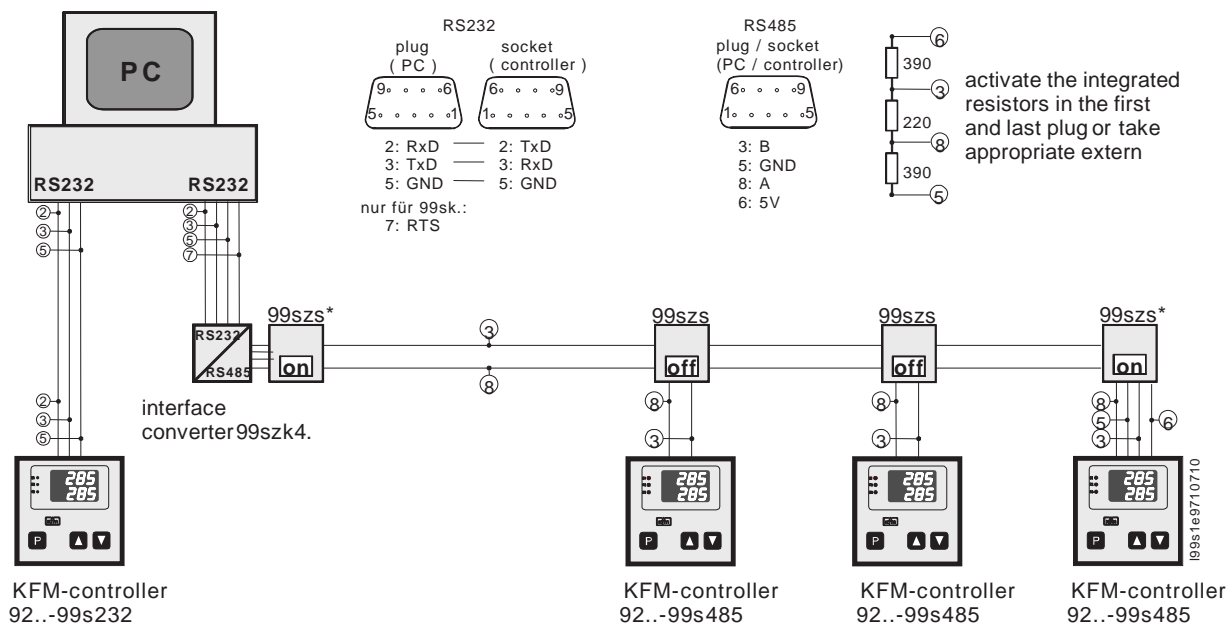 PC
RS232 RS232
RS232
plug socket
( PC ) ( controller )
9 6 6 9
5 1 1 5
2: RxD 2: TxD
3: TxD 3: RxD
5: GND 5: GND
nur für 99sk.:
7: RTS
RS485
plug / socket
(PC / controller)
6 9
1 5
3: B
5: GND
8: A
6: 5V
6
390
3
220
8
390
5
activate the integrated
resistors in the first
and last plug or take
appropriate extern
2
3
5
2
3
5
7
RS232
RS485
interface
converter 99szk4.
99szs*
on
3
8
99szs
off
8
3
99szs
off
8
3
99szs*
on
8
5
3
6
2
3
5
285
285
P
KFM-controller
92..-99s232
285
285
P
KFM-controller
92..-99s485
285
285
P
KFM-controller
92..-99s485
285
285
P
KFM-controller
92..-99s485
I99s1e9710710